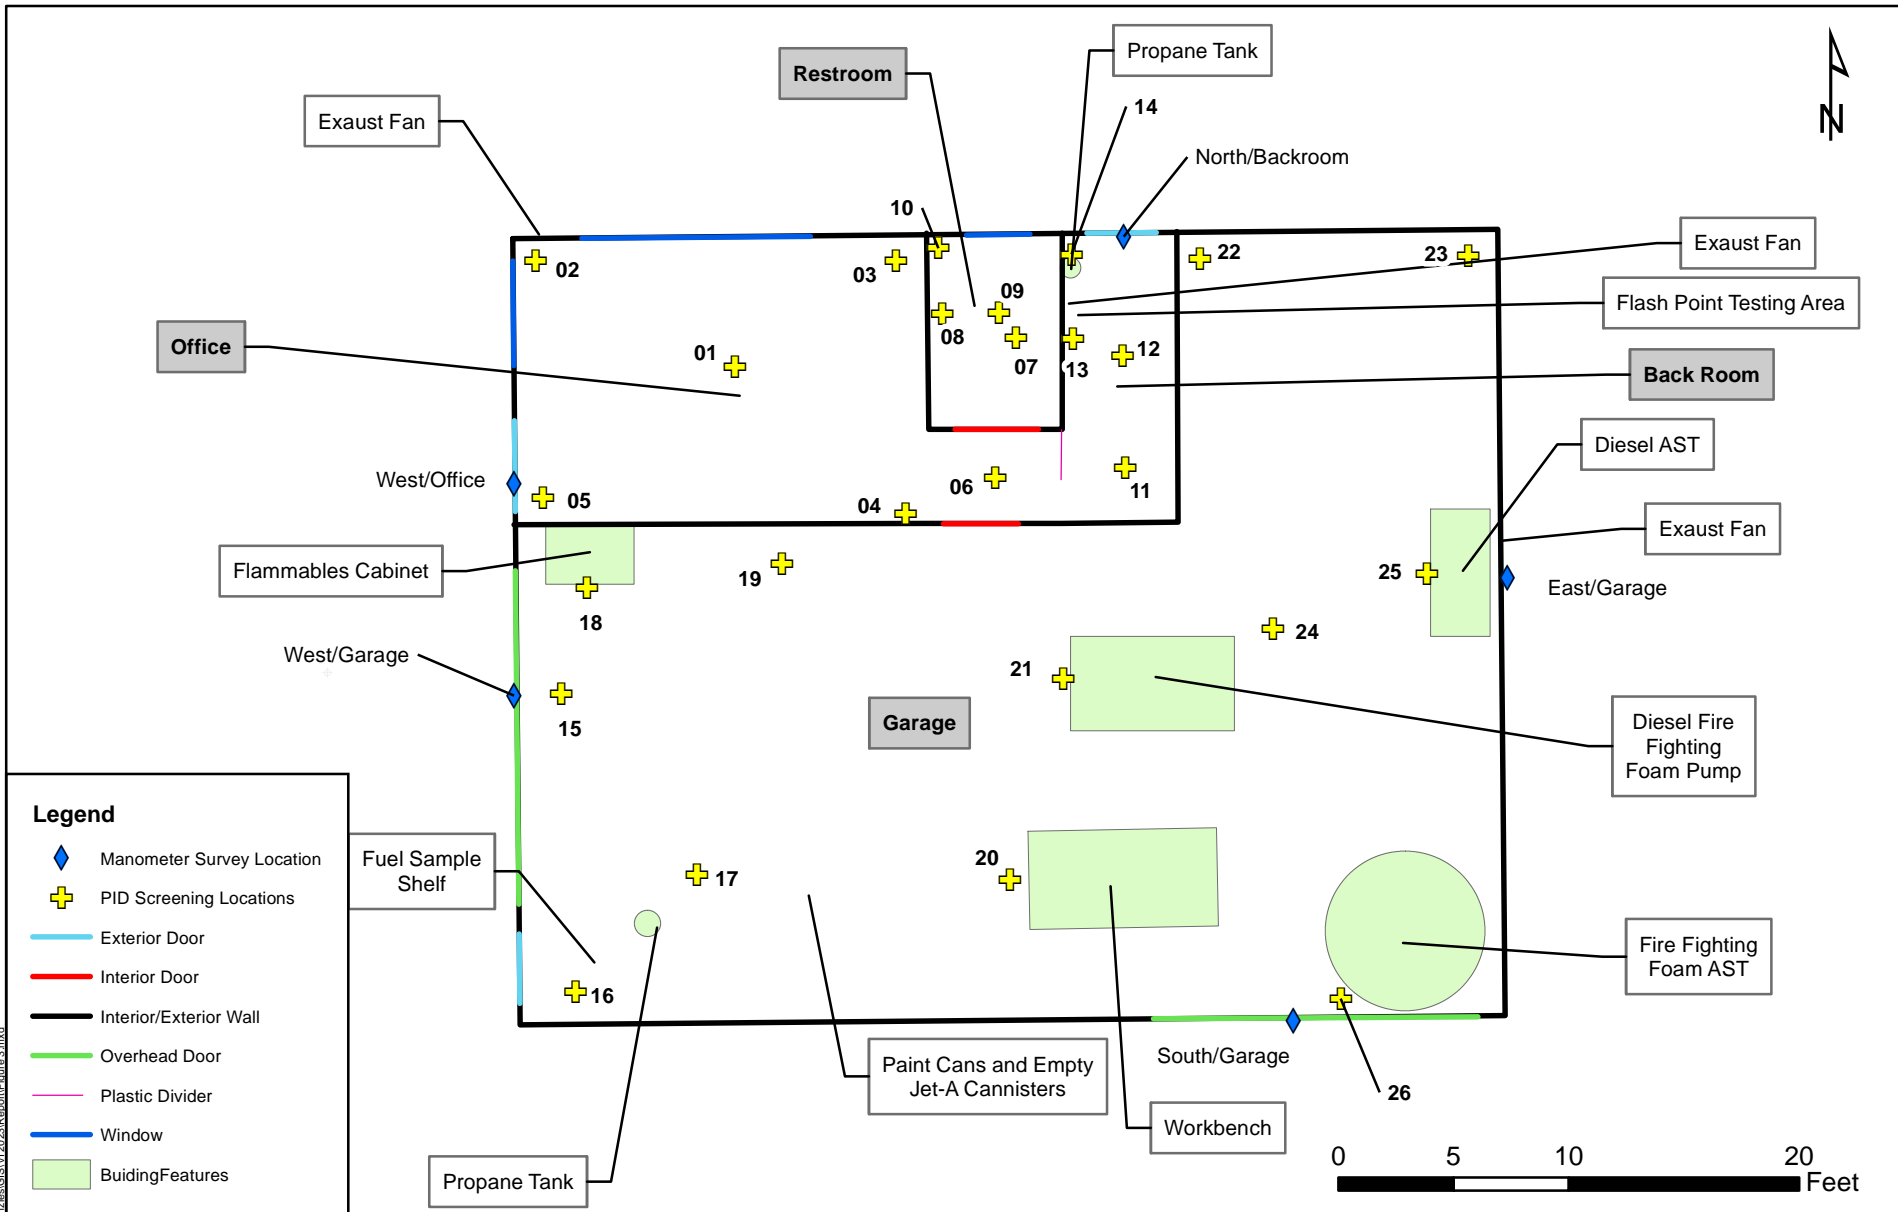 Propane Tank
Restroom
14
Exaust Fan
N
North/Backroom
10
Exaust Fan
02
03
22
23
09
Flash Point Testing Area
08
Office
01
07
13
12
Back Room
Diesel AST
West/Office
05
04
06
11
Exaust Fan
Flammables Cabinet
19
25
East/Garage
18
24
West/Garage
21
15
Garage
Diesel Fire
Fighting
Foam Pump
Legend
Manometer Survey Location
PID Screening Locations
Exterior Door
Interior Door
Interior/Exterior Wall
Overhead Door
Plastic Divider
Window
BuidingFeatures
Fuel Sample
Shelf
17
20
16
Fire Fighting
Foam AST
South/Garage
Paint Cans and Empty
Jet-A Cannisters
26
Workbench
Propane Tank
0 5 10 20
Feet